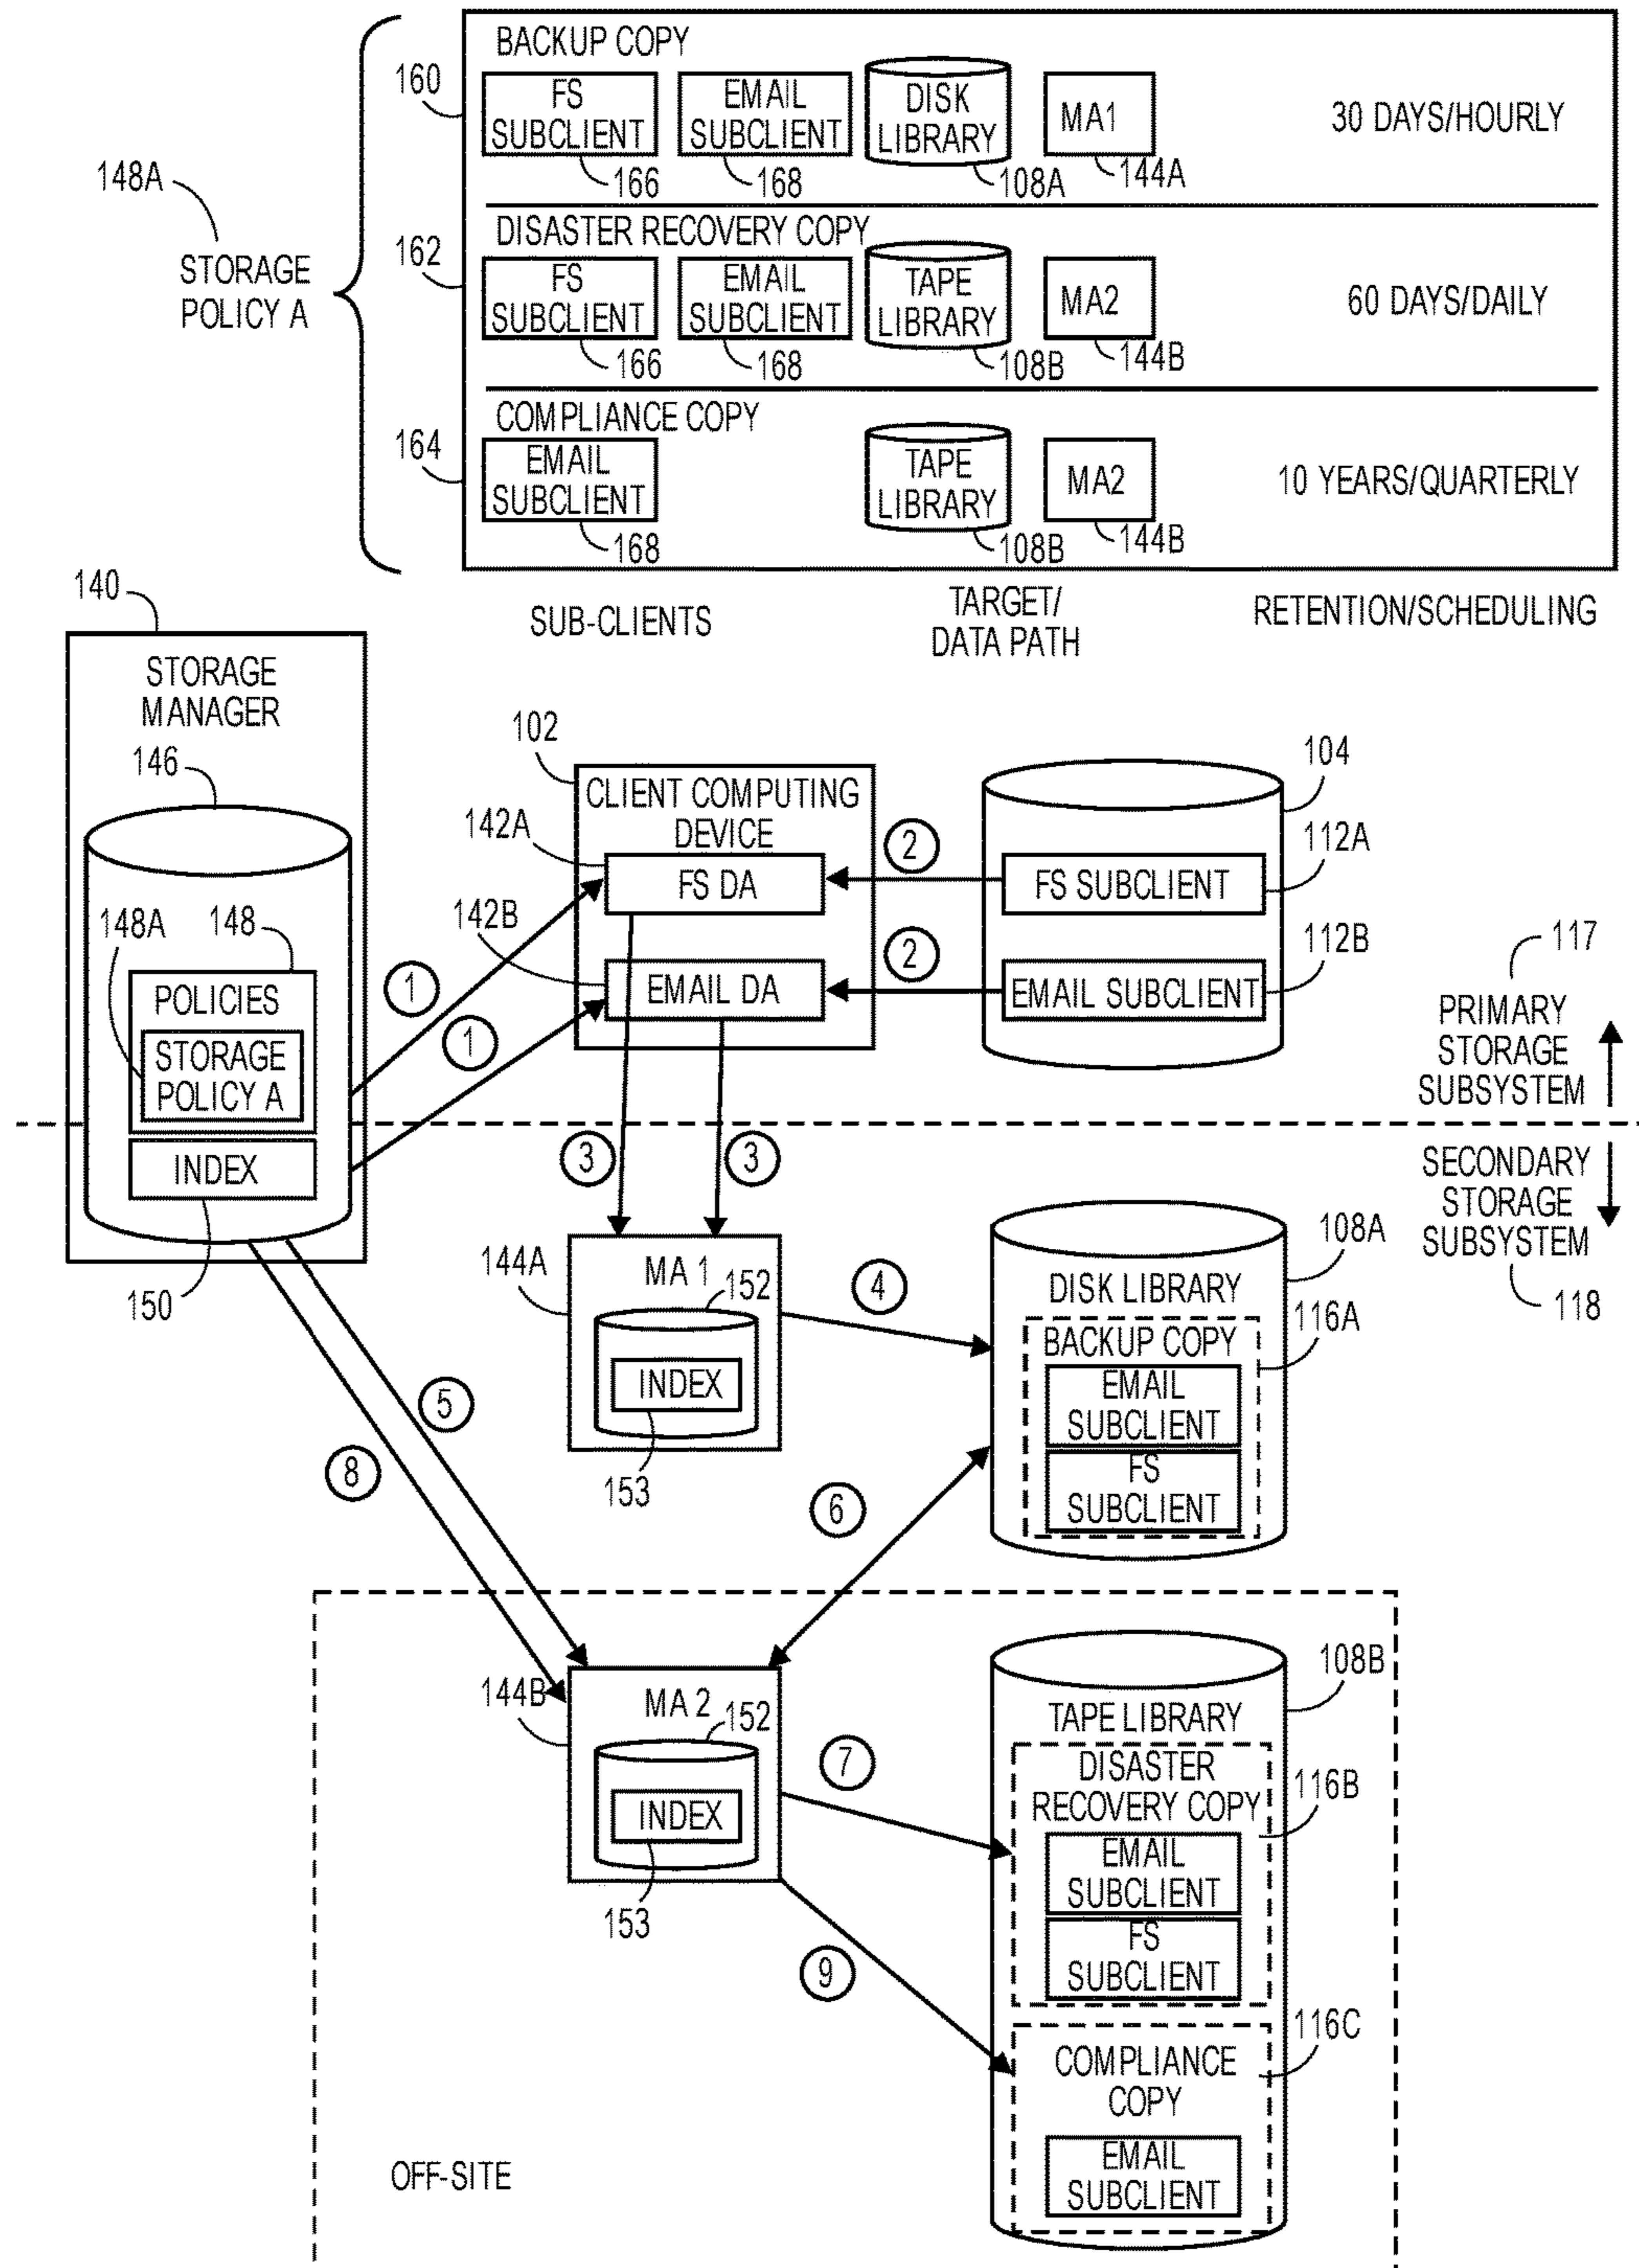 BACKUP COPY
160
FS
SUBCLIENT
166
EMAIL
SUBCLIENT
168
DISK
LIBRARY
108A
MA1
144A
30 DAYS/HOURLY
148A
STORAGE
POLICY A
DISASTER RECOVERY COPY
162
FS
SUBCLIENT
166
EMAIL
SUBCLIENT
168
TAPE
LIBRARY
108B
MA2
144B
60 DAYS/DAILY
COMPLIANCE COPY
164
EMAIL
SUBCLIENT
168
TAPE
LIBRARY
108B
MA2
144B
10 YEARS/QUARTERLY
SUB-CLIENTS
TARGET/
DATA PATH
RETENTION/SCHEDULING
140
STORAGE
MANAGER
146
148A
148
POLICIES
STORAGE
POLICY A
INDEX
150
102
CLIENT COMPUTING
DEVICE
142A
FS DA
142B
EMAIL DA
1
1
2
2
104
FS SUBCLIENT
112A
EMAIL SUBCLIENT
112B
117
PRIMARY
STORAGE
SUBSYSTEM
SECONDARY
STORAGE
SUBSYSTEM
118
3
3
144A
MA 1
152
INDEX
153
4
108A
DISK LIBRARY
116A
BACKUP COPY
EMAIL
SUBCLIENT
FS
SUBCLIENT
5
8
6
144B
MA 2
152
INDEX
153
7
9
108B
TAPE LIBRARY
DISASTER
RECOVERY COPY
116B
EMAIL
SUBCLIENT
FS
SUBCLIENT
116C
COMPLIANCE
COPY
EMAIL
SUBCLIENT
OFF-SITE